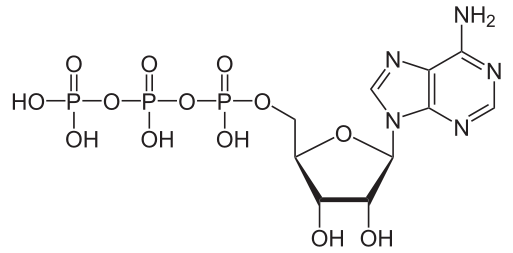 NH₂
O O O N N
HO P O P O P O N N
OH OH OH O
OH OH